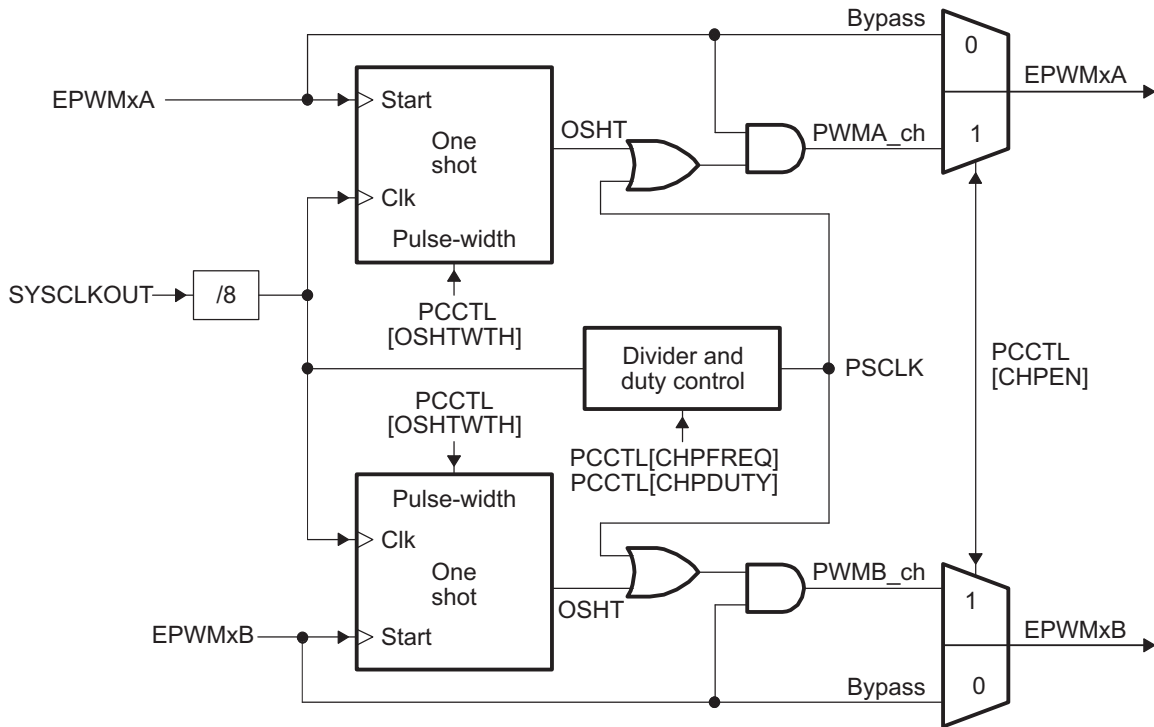 Bypass
0
EPWMxA
EPWMxA
Start
OSHT
PWMA_ch
1
One
shot
Clk
Pulse-width
SYSCLKOUT
/8
PCCTL
[OSHTWTH]
Divider and
duty control
PSCLK
PCCTL
[CHPEN]
PCCTL
[OSHTWTH]
PCCTL[CHPFREQ]
PCCTL[CHPDUTY]
Pulse-width
Clk
One
shot
OSHT
PWMB_ch
1
EPWMxB
EPWMxB
Start
Bypass
0